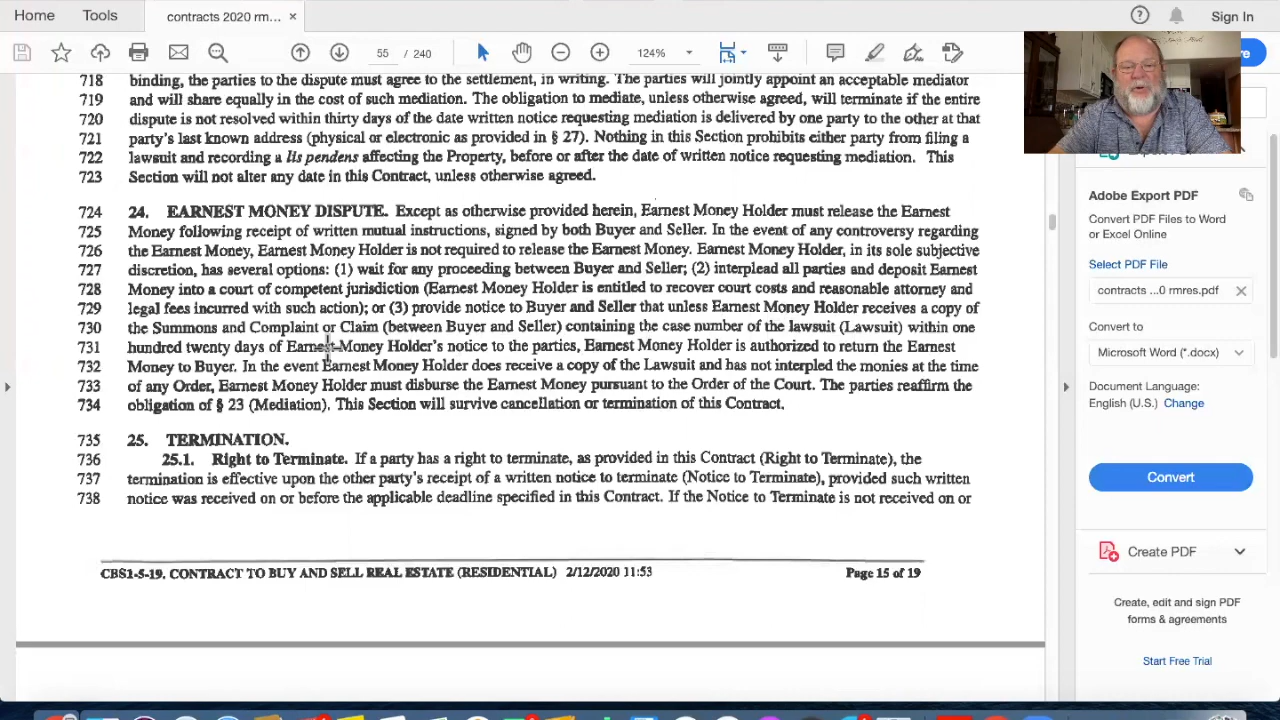 Home Tools contracts 2020 rm... × Sign In
55 / 240 124%
718 binding, the parties to the dispute must agree to the settlement, in writing. The parties will jointly appoint an acceptable mediator
719 and will share equally in the cost of such mediation. The obligation to mediate, unless otherwise agreed, will terminate if the entire
720 dispute is not resolved within thirty days of the date written notice requesting mediation is delivered by one party to the other at that
721 party's last known address (physical or electronic as provided in § 27). Nothing in this Section prohibits either party from filing a
722 lawsuit and recording a lis pendens affecting the Property, before or after the date of written notice requesting mediation. This
723 Section will not alter any date in this Contract, unless otherwise agreed.
724 24. EARNEST MONEY DISPUTE. Except as otherwise provided herein, Earnest Money Holder must release the Earnest
725 Money following receipt of written mutual instructions, signed by both Buyer and Seller. In the event of any controversy regarding
726 the Earnest Money, Earnest Money Holder is not required to release the Earnest Money. Earnest Money Holder, in its sole subjective
727 discretion, has several options: (1) wait for any proceeding between Buyer and Seller; (2) interplead all parties and deposit Earnest
728 Money into a court of competent jurisdiction (Earnest Money Holder is entitled to recover court costs and reasonable attorney and
729 legal fees incurred with such action); or (3) provide notice to Buyer and Seller that unless Earnest Money Holder receives a copy of
730 the Summons and Complaint or Claim (between Buyer and Seller) containing the case number of the lawsuit (Lawsuit) within one
731 hundred twenty days of Earnest Money Holder's notice to the parties, Earnest Money Holder is authorized to return the Earnest
732 Money to Buyer. In the event Earnest Money Holder does receive a copy of the Lawsuit and has not interpled the monies at the time
733 of any Order, Earnest Money Holder must disburse the Earnest Money pursuant to the Order of the Court. The parties reaffirm the
734 obligation of § 23 (Mediation). This Section will survive cancellation or termination of this Contract.
735 25. TERMINATION.
736 25.1. Right to Terminate. If a party has a right to terminate, as provided in this Contract (Right to Terminate), the
737 termination is effective upon the other party's receipt of a written notice to terminate (Notice to Terminate), provided such written
738 notice was received on or before the applicable deadline specified in this Contract. If the Notice to Terminate is not received on or
CBS1-5-19. CONTRACT TO BUY AND SELL REAL ESTATE (RESIDENTIAL) 2/12/2020 11:53 Page 15 of 19
Adobe Export PDF
Convert PDF Files to Word
or Excel Online
Select PDF File
contracts ...0 rmres.pdf
Convert to
Microsoft Word (*.docx)
Document Language:
English (U.S.) Change
Convert
Create PDF
Create, edit and sign PDF
forms & agreements
Start Free Trial